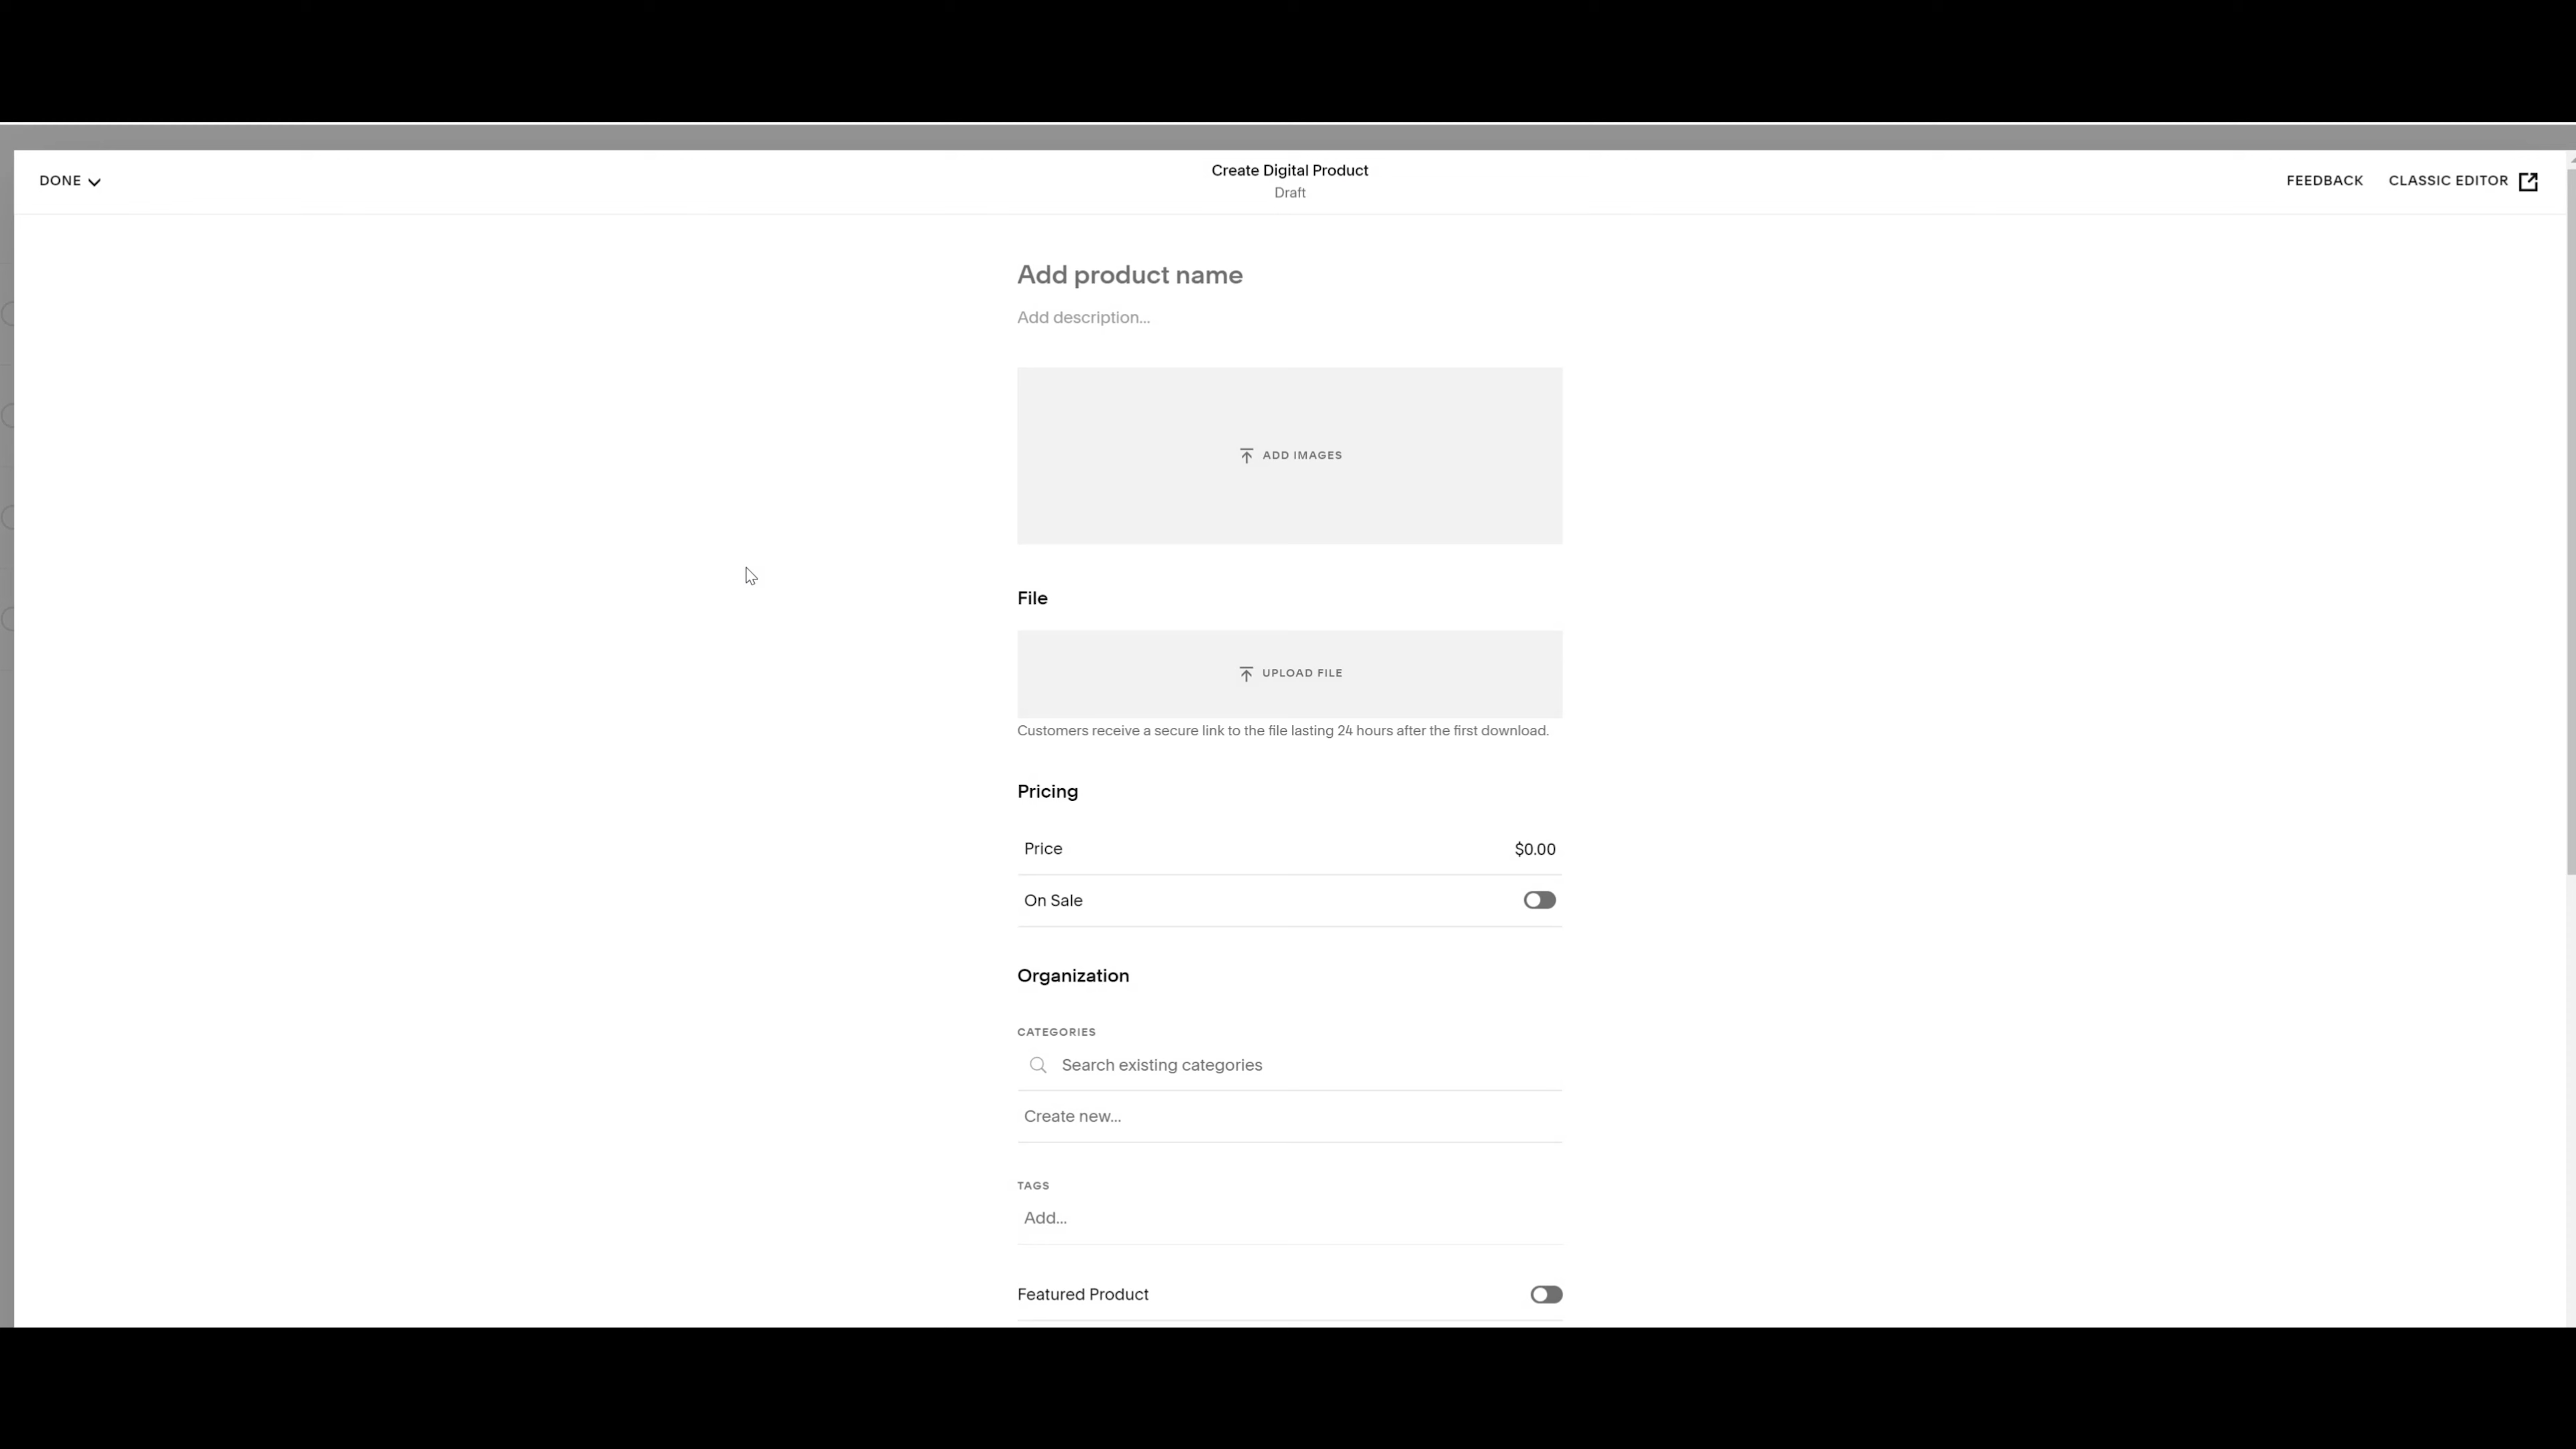 DONE
Create Digital Product
Draft
FEEDBACK
CLASSIC EDITOR
Add product name
Add description...
ADD IMAGES
File
UPLOAD FILE
Customers receive a secure link to the file lasting 24 hours after the first download.
Pricing
Price
$0.00
On Sale
Organization
CATEGORIES
Search existing categories
Create new...
TAGS
Add...
Featured Product